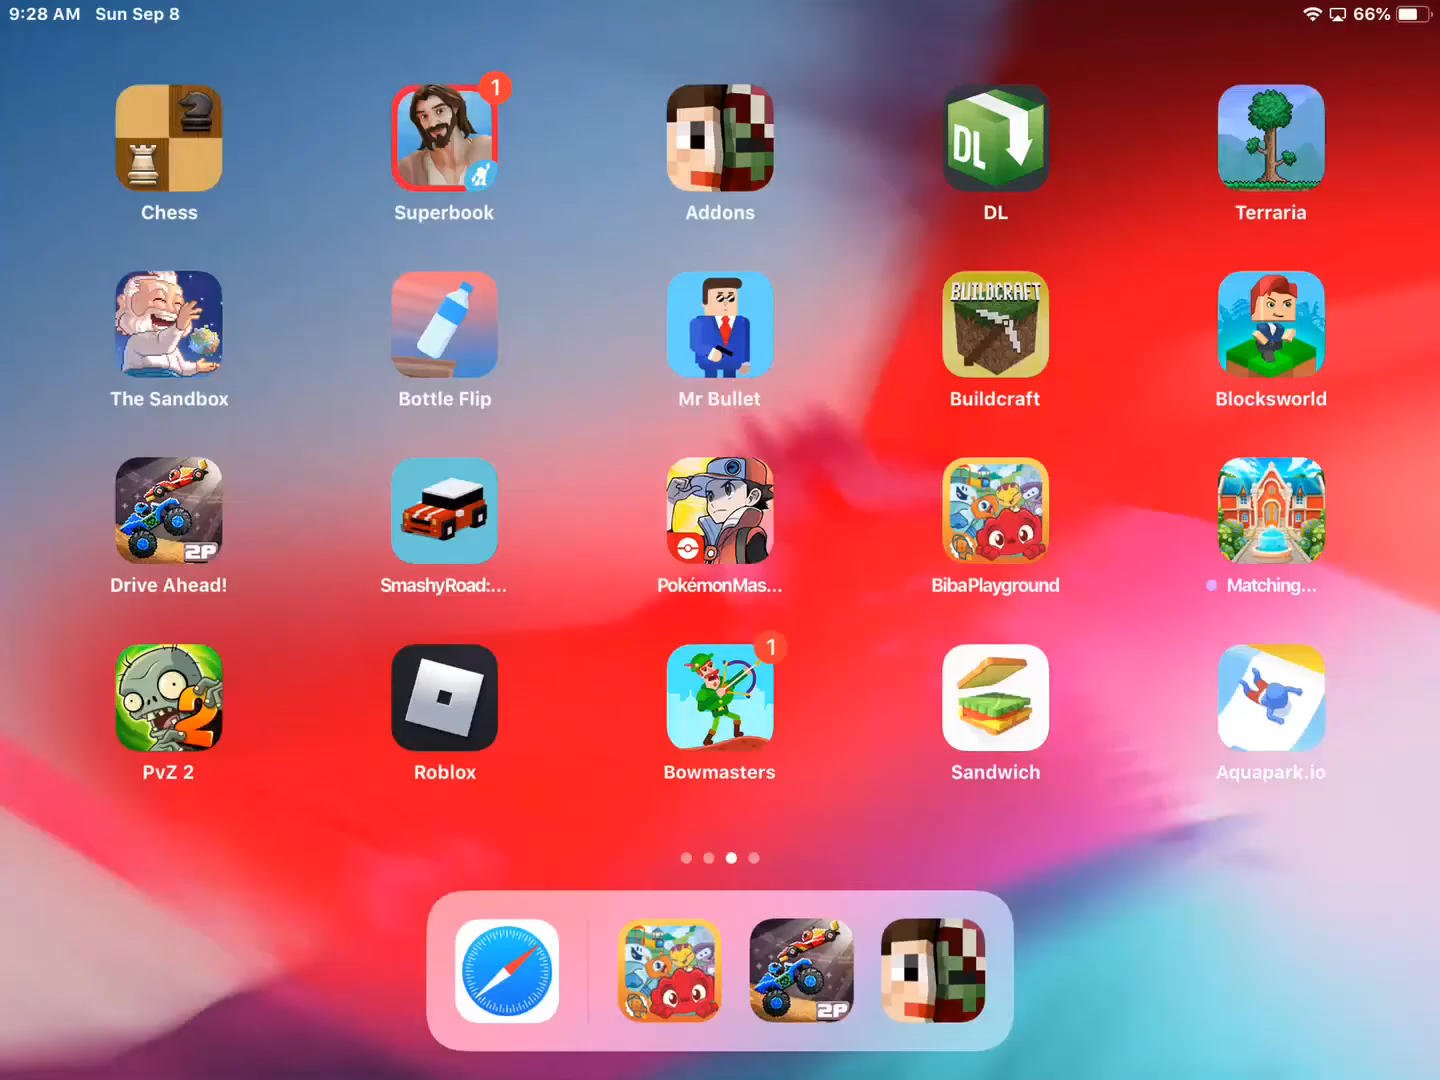 9:28 AM Sun Sep 8
66%
1
DL
Chess
Superbook
Addons
DL
Terraria
BUILDCRAFT
The Sandbox
Bottle Flip
Mr Bullet
Buildcraft
Blocksworld
2P
Drive Ahead!
SmashyRoad:...
PokémonMas...
BibaPlayground
Matching...
1
2
PvZ 2
Roblox
Bowmasters
Sandwich
Aquapark.io
2P